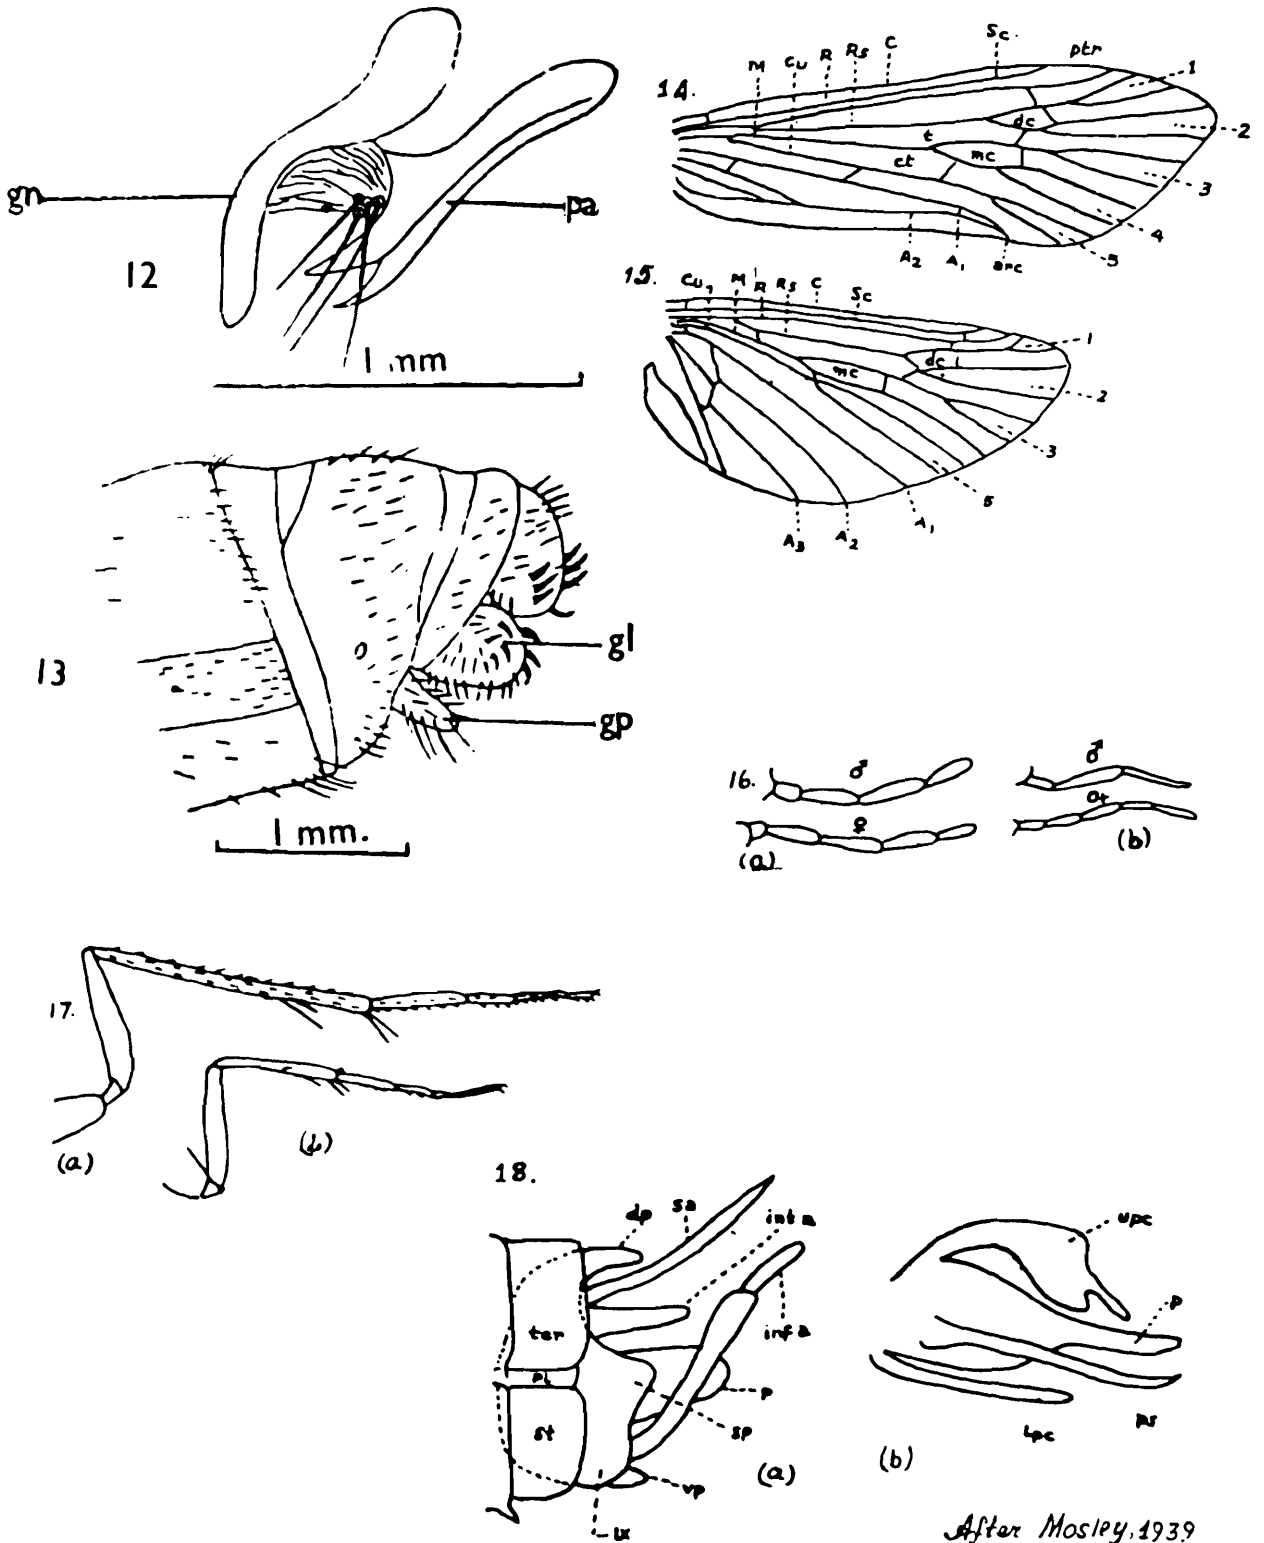 gn
pa
12
1 mm
14.
M
Cu
R
Rs
C
Sc.
ptr
1
dc
2
t
ct
mc
3
4
5
A2
A1
arc
15.
Cu1
M
R
Rs
C
Sc
1
dc
mc
2
3
5
A1
A2
A3
13
gl
gp
1 mm.
16.
♂
♂
♀
♀
(a)
(b)
17.
(a)
(b)
18.
dp
sa
int a
ter
inf a
pl
st
p
sp
vp
ix
(a)
upc
p
lpc
ps
(b)
After Mosley, 1939